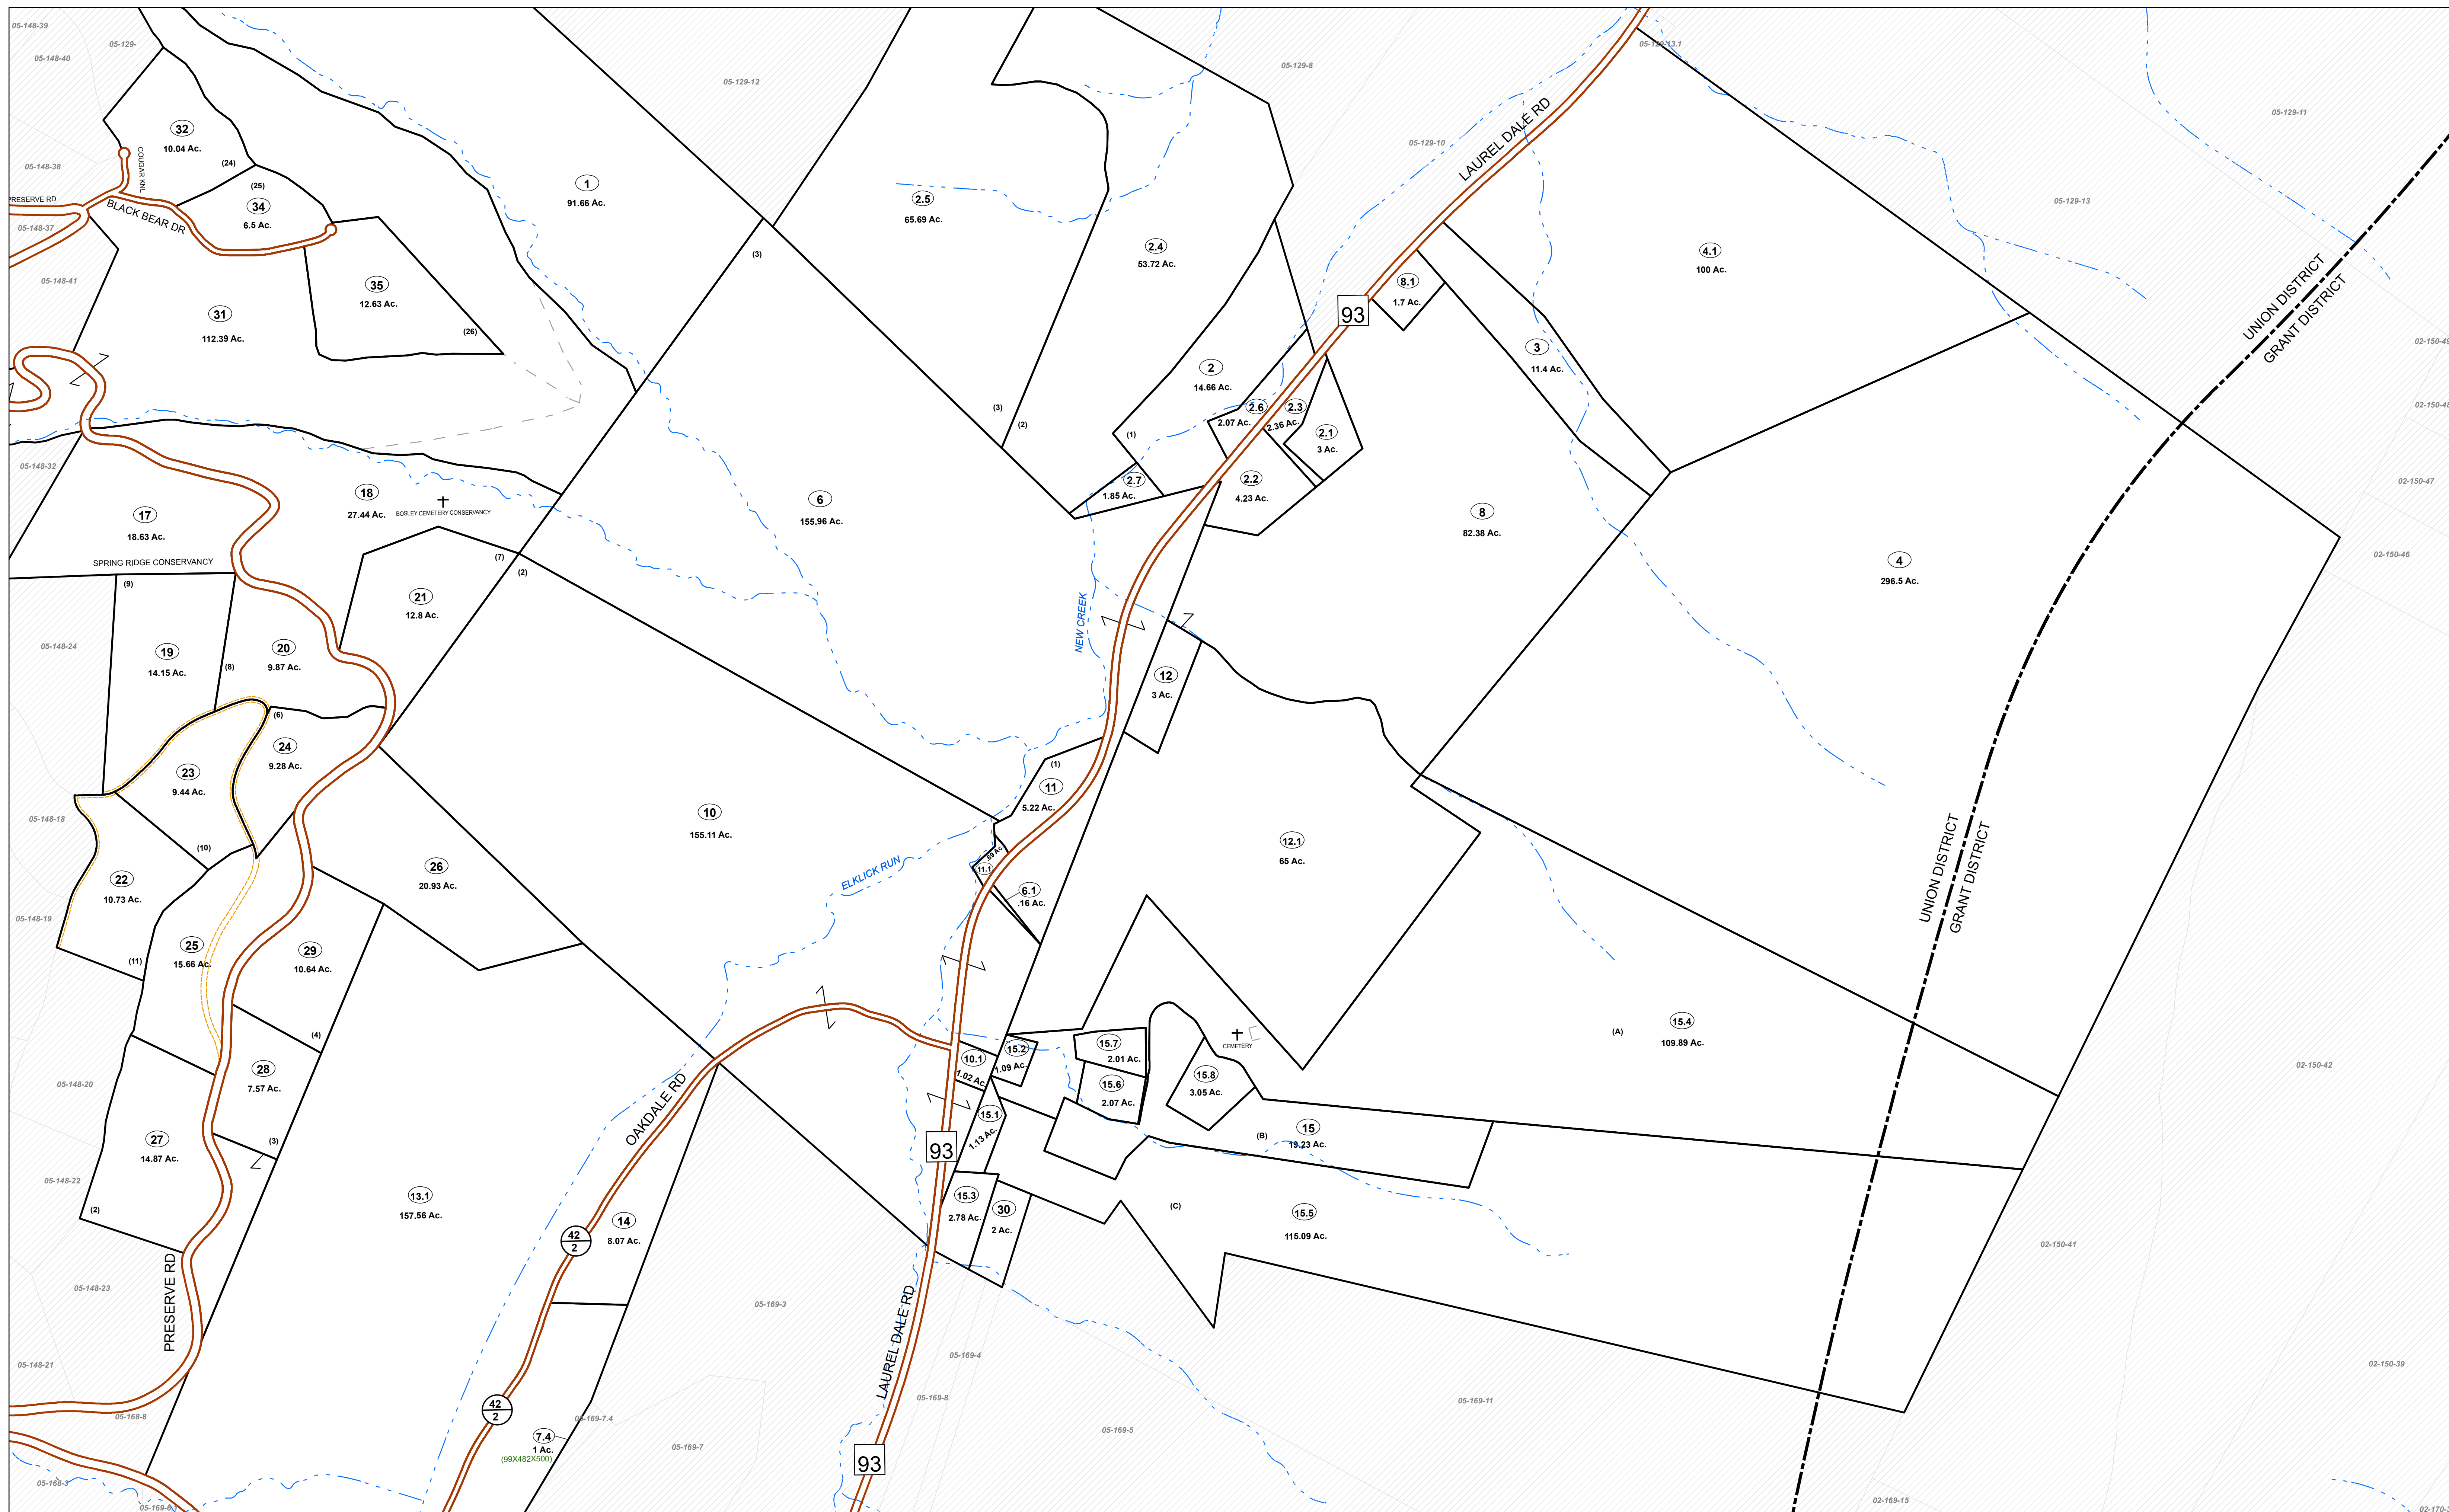 05-148-39
05-148-40
05-129-
05-148-38
05-148-37
05-148-41
05-148-32
05-148-24
05-148-18
05-148-19
05-148-20
05-148-22
05-148-23
05-148-21
05-168-8
05-168-3
05-129-12
05-129-8
05-129-13.1
05-129-10
05-129-11
05-129-13
02-150-49
02-150-48
02-150-47
02-150-46
02-150-42
02-150-41
02-150-39
02-169-15
05-169-3
05-169-4
05-169-8
05-169-7.4
05-169-7
05-169-5
05-169-11
32
10.04 Ac.
(24)
COUGAR KNL
PRESERVE RD
BLACK BEAR DR
(25)
34
6.5 Ac.
35
12.63 Ac.
(26)
31
112.39 Ac.
1
91.66 Ac.
(3)
2.5
65.69 Ac.
(3)
(2)
2.4
53.72 Ac.
(1)
2
14.66 Ac.
2.6
2.07 Ac.
2.3
2.36 Ac.
2.1
3 Ac.
2.2
4.23 Ac.
2.7
1.85 Ac.
LAUREL DALE RD
93
8.1
1.7 Ac.
3
11.4 Ac.
4.1
100 Ac.
UNION DISTRICT
GRANT DISTRICT
4
296.5 Ac.
8
82.38 Ac.
6
155.96 Ac.
NEW CREEK
18
27.44 Ac.
BOSLEY CEMETERY CONSERVANCY
17
18.63 Ac.
SPRING RIDGE CONSERVANCY
(9)
(7)
(2)
21
12.8 Ac.
19
14.15 Ac.
(8)
20
9.87 Ac.
(6)
24
9.28 Ac.
23
9.44 Ac.
(10)
22
10.73 Ac.
(11)
25
15.66 Ac.
26
20.93 Ac.
29
10.64 Ac.
(4)
28
7.57 Ac.
(3)
27
14.87 Ac.
(2)
PRESERVE RD
10
155.11 Ac.
ELKLICK RUN
12
3 Ac.
(1)
11
5.22 Ac.
.89 Ac.
11.1
6.1
.16 Ac.
12.1
65 Ac.
UNION DISTRICT
GRANT DISTRICT
15.4
109.89 Ac.
(A)
CEMETERY
15.7
2.01 Ac.
15.6
2.07 Ac.
15.8
3.05 Ac.
15.2
1.09 Ac.
10.1
1.02 Ac.
15.1
1.13 Ac.
93
15.3
2.78 Ac.
30
2 Ac.
(B)
15
19.23 Ac.
(C)
15.5
115.09 Ac.
OAKDALE RD
13.1
157.56 Ac.
14
8.07 Ac.
42
2
42
2
7.4
1 Ac.
(99X482X500)
LAUREL DALE RD
93